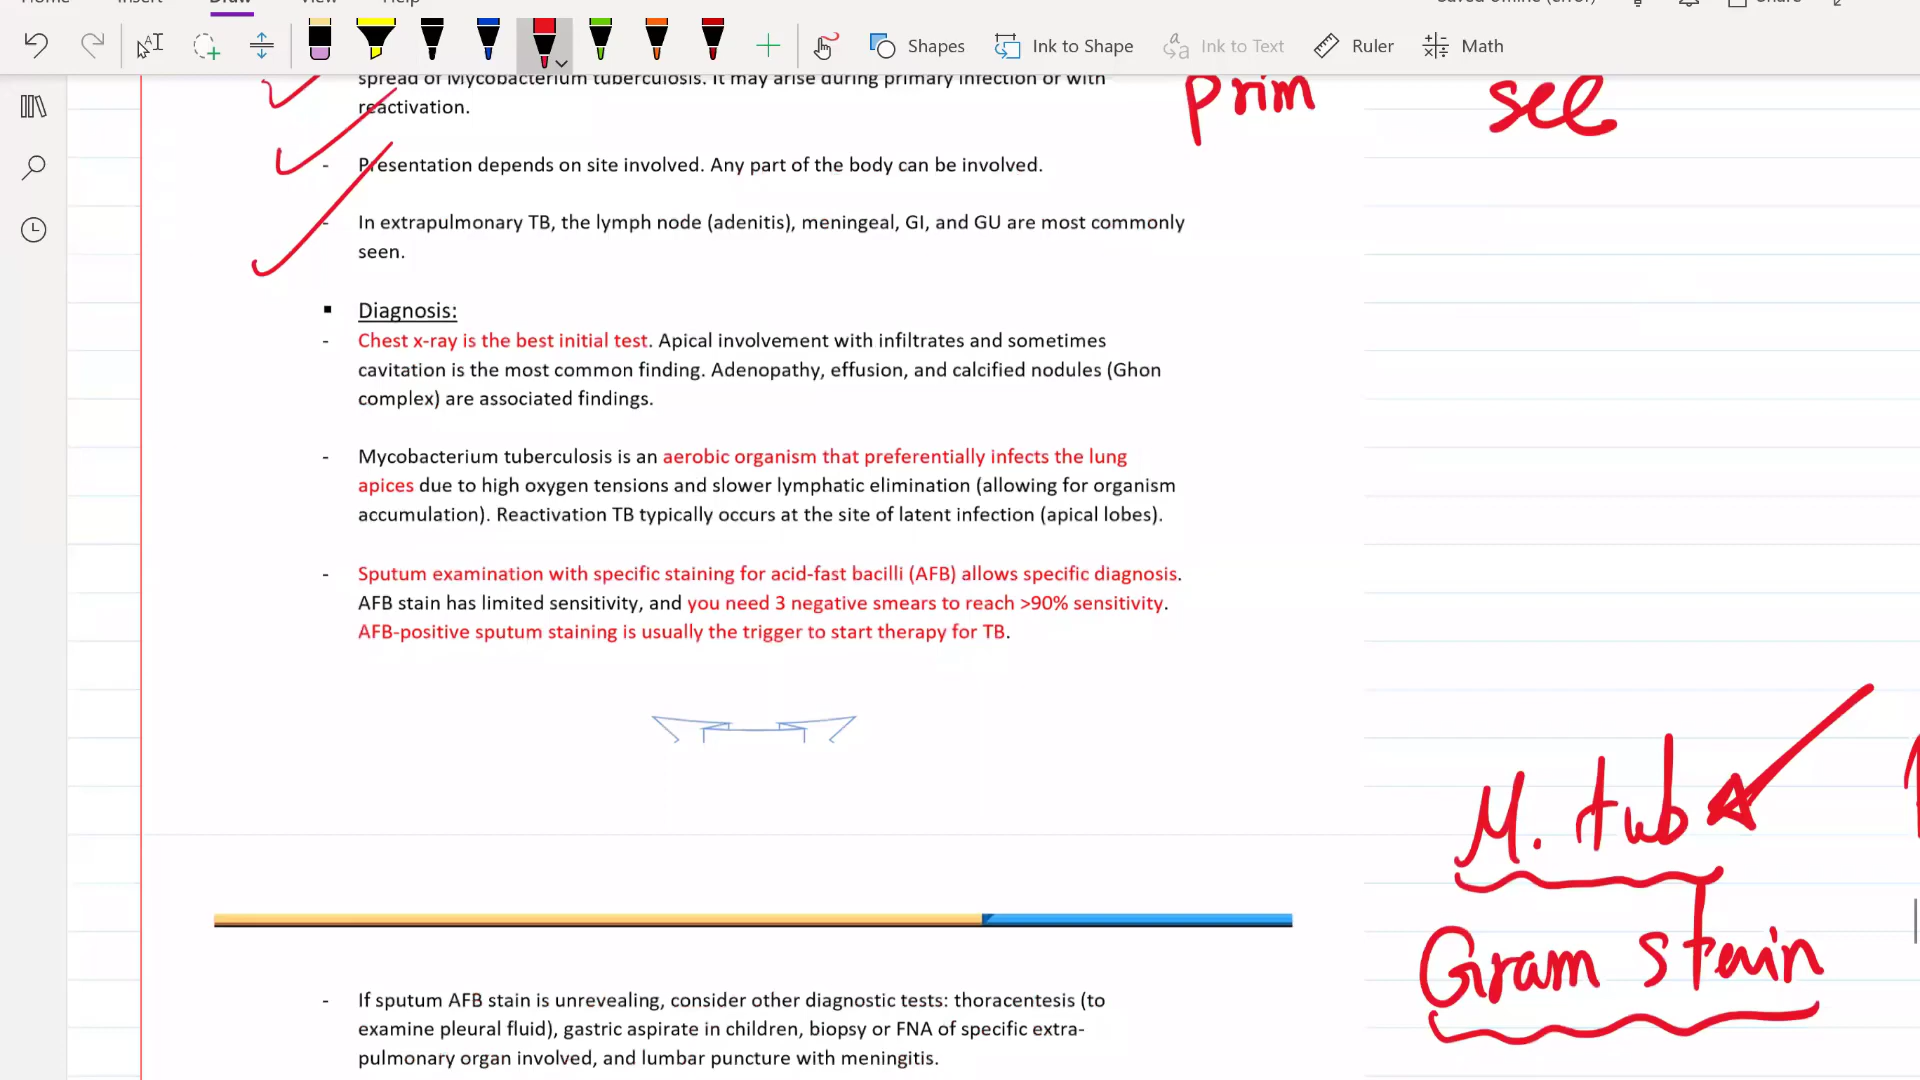 Home Insert Draw View Help Saved online (error) Share
Shapes Ink to Shape Ink to Text Ruler Math
spread of Mycobacterium tuberculosis. It may arise during primary infection or with
reactivation.
prim sec
- Presentation depends on site involved. Any part of the body can be involved.
- In extrapulmonary TB, the lymph node (adenitis), meningeal, GI, and GU are most commonly
seen.
▪ Diagnosis:
- Chest x-ray is the best initial test. Apical involvement with infiltrates and sometimes
cavitation is the most common finding. Adenopathy, effusion, and calcified nodules (Ghon
complex) are associated findings.
- Mycobacterium tuberculosis is an aerobic organism that preferentially infects the lung
apices due to high oxygen tensions and slower lymphatic elimination (allowing for organism
accumulation). Reactivation TB typically occurs at the site of latent infection (apical lobes).
- Sputum examination with specific staining for acid-fast bacilli (AFB) allows specific diagnosis.
AFB stain has limited sensitivity, and you need 3 negative smears to reach >90% sensitivity.
AFB-positive sputum staining is usually the trigger to start therapy for TB.
M. tub
Gram stain
- If sputum AFB stain is unrevealing, consider other diagnostic tests: thoracentesis (to
examine pleural fluid), gastric aspirate in children, biopsy or FNA of specific extra-
pulmonary organ involved, and lumbar puncture with meningitis.